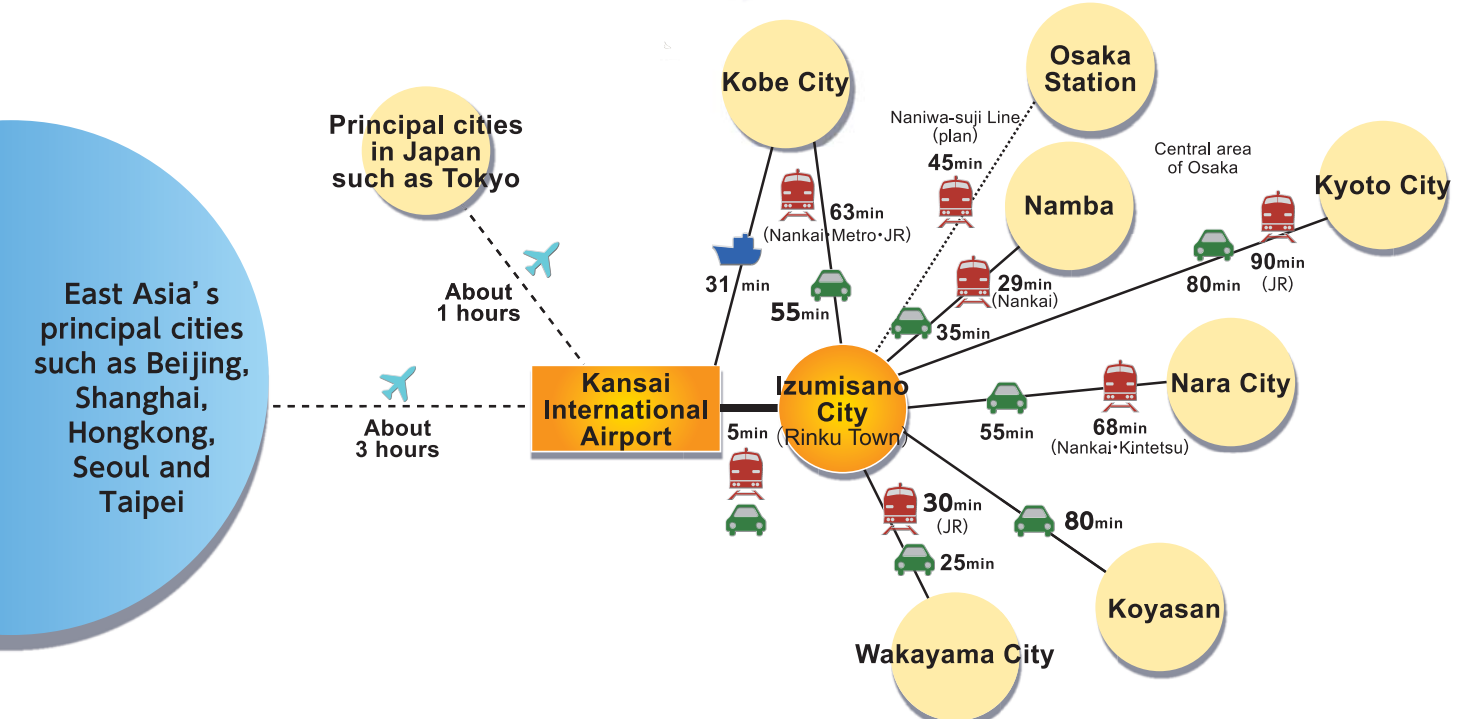 East Asia's
principal cities
such as Beijing,
Shanghai,
Hongkong,
Seoul and
Taipei
Principal cities
in Japan
such as Tokyo
About
1 hours
About
3 hours
Kansai
International
Airport
5min
Izumisano
City
(Rinku Town)
Kobe City
31 min
63min
(Nankai・Metro・JR)
55min
Osaka
Station
Naniwa-suji Line
(plan)
45min
Namba
29min
(Nankai)
35min
Central area
of Osaka
Kyoto City
80min
90min
(JR)
Nara City
55min
68min
(Nankai・Kintetsu)
Koyasan
80min
Wakayama City
30min
(JR)
25min